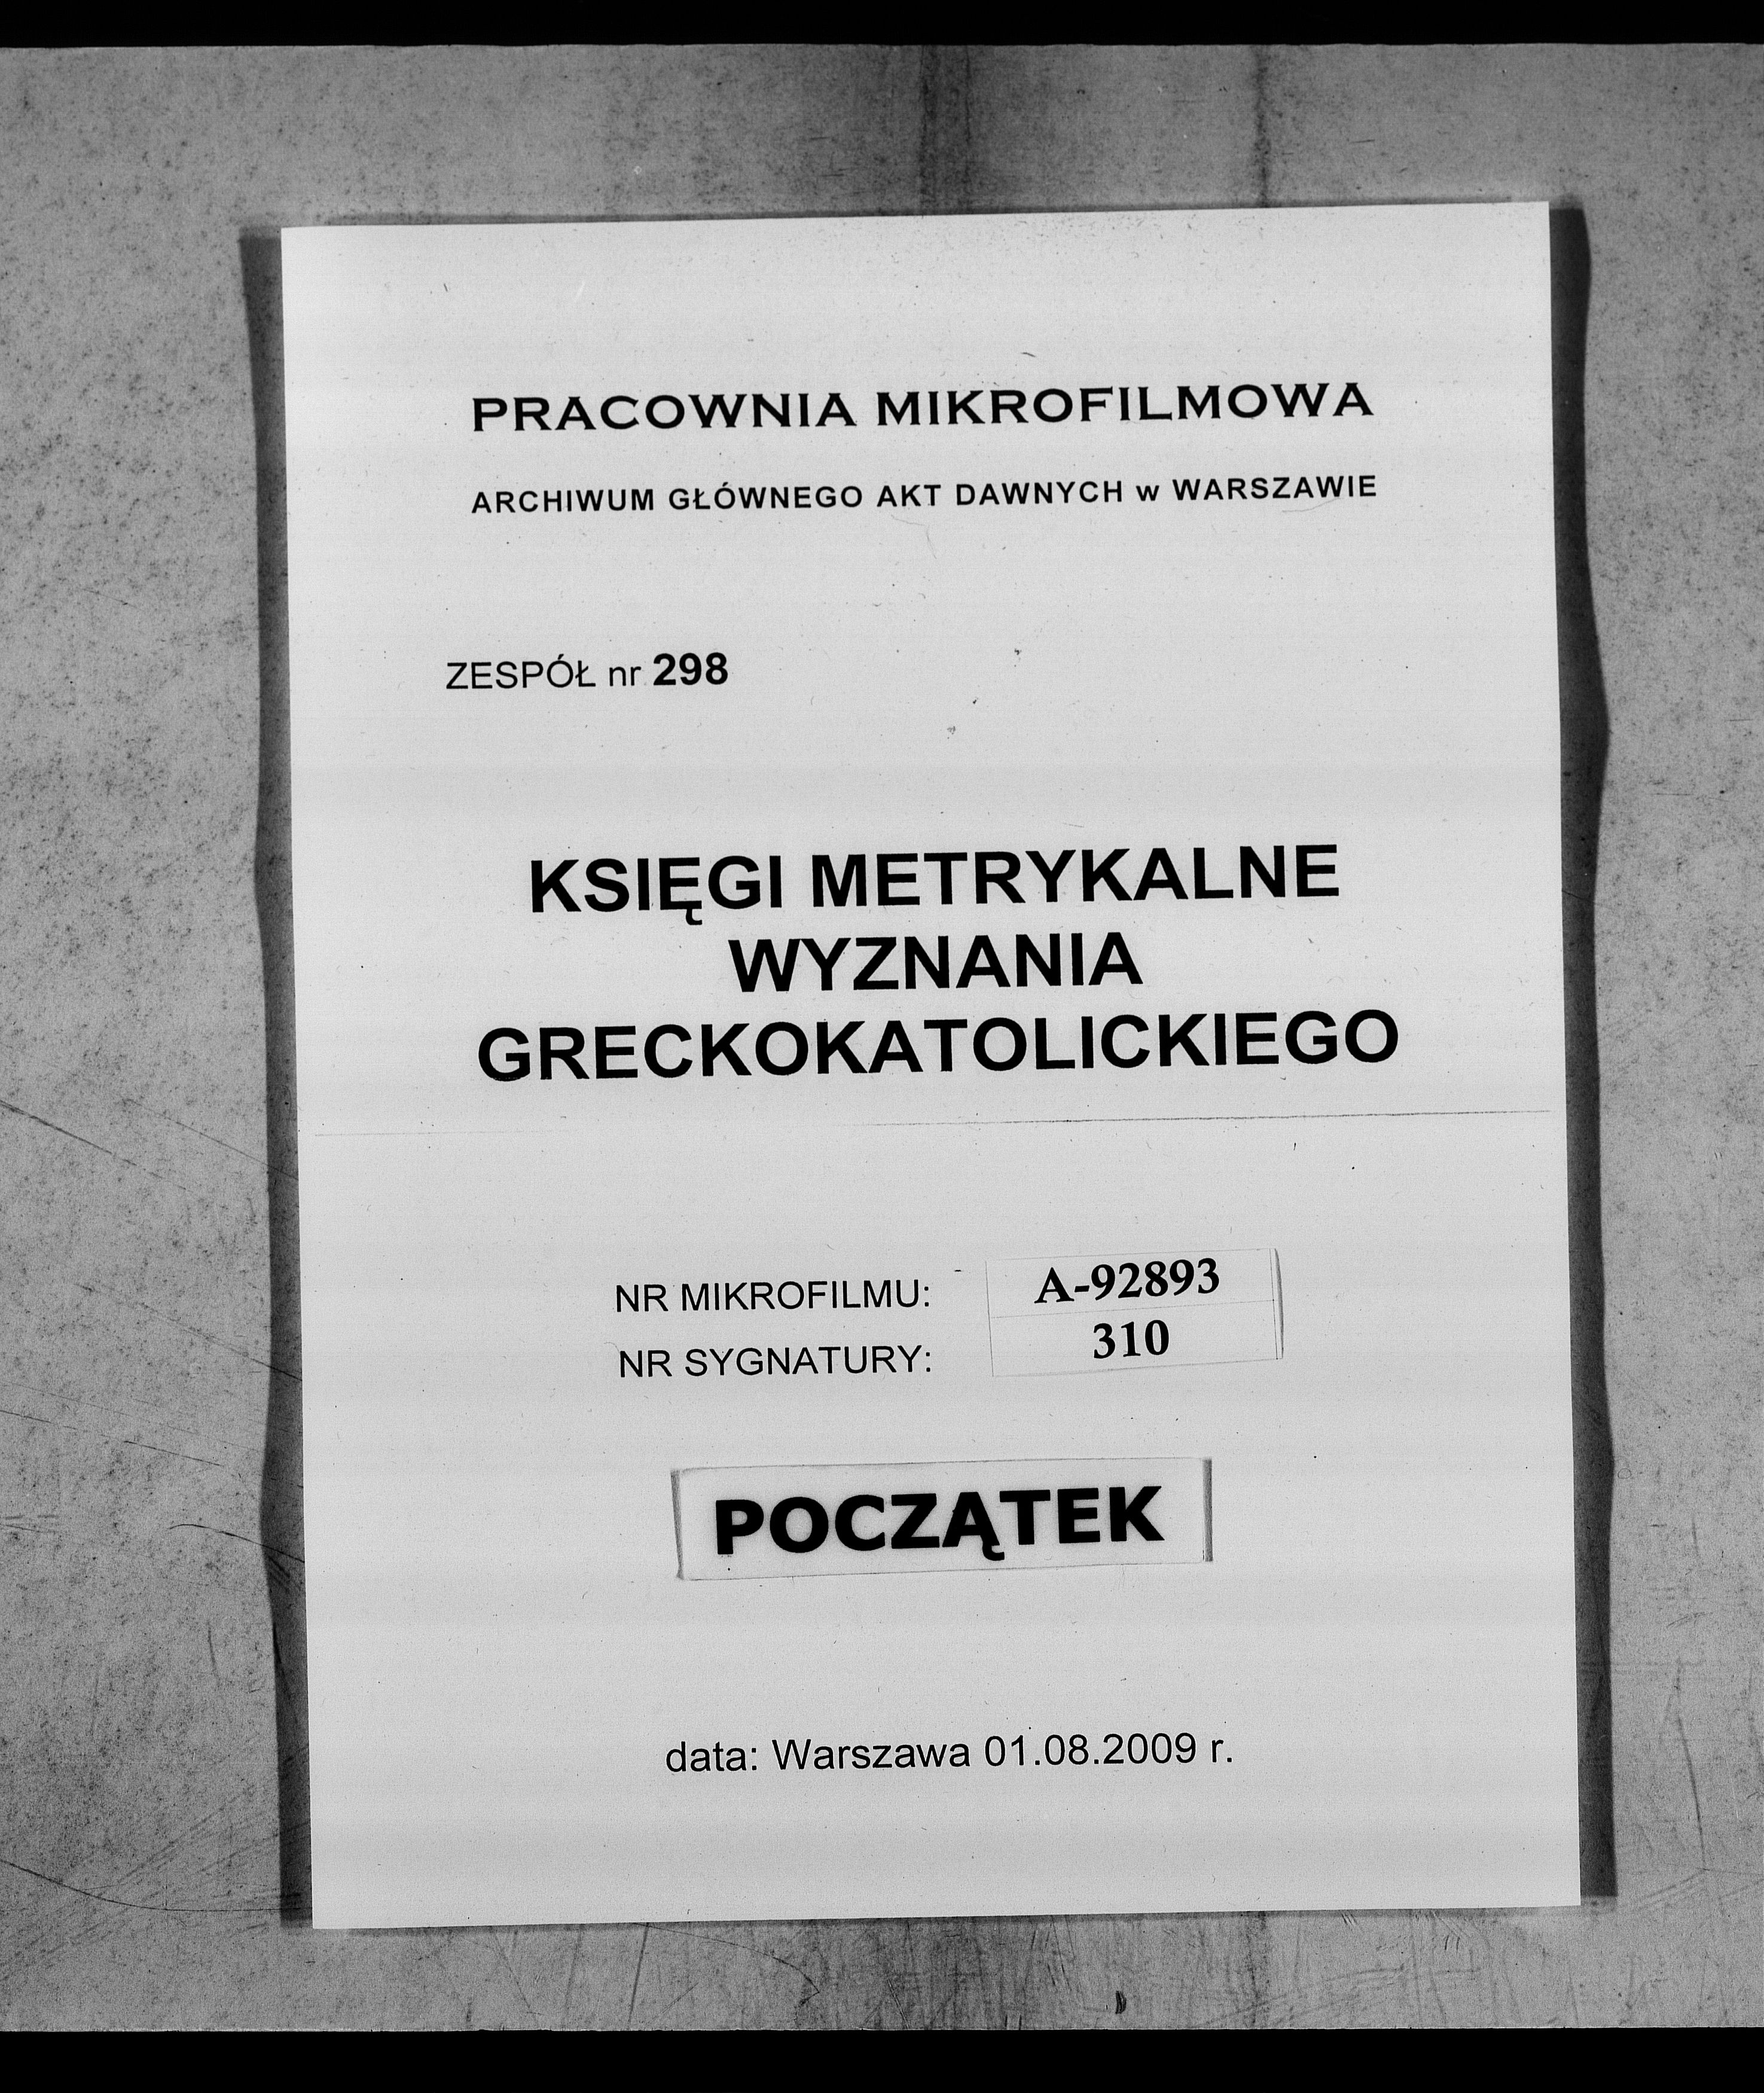 PRACOWNIA MIKROFILMOWA
ARCHIWUM GŁÓWNEGO AKT DAWNYCH w WARSZAWIE
ZESPÓŁ nr 298
KSIĘGI METRYKALNE
WYZNANIA
GRECKOKATOLICKIEGO
NR MIKROFILMU: A-92893
NR SYGNATURY: 310
POCZĄTEK
data: Warszawa 01.08.2009 r.